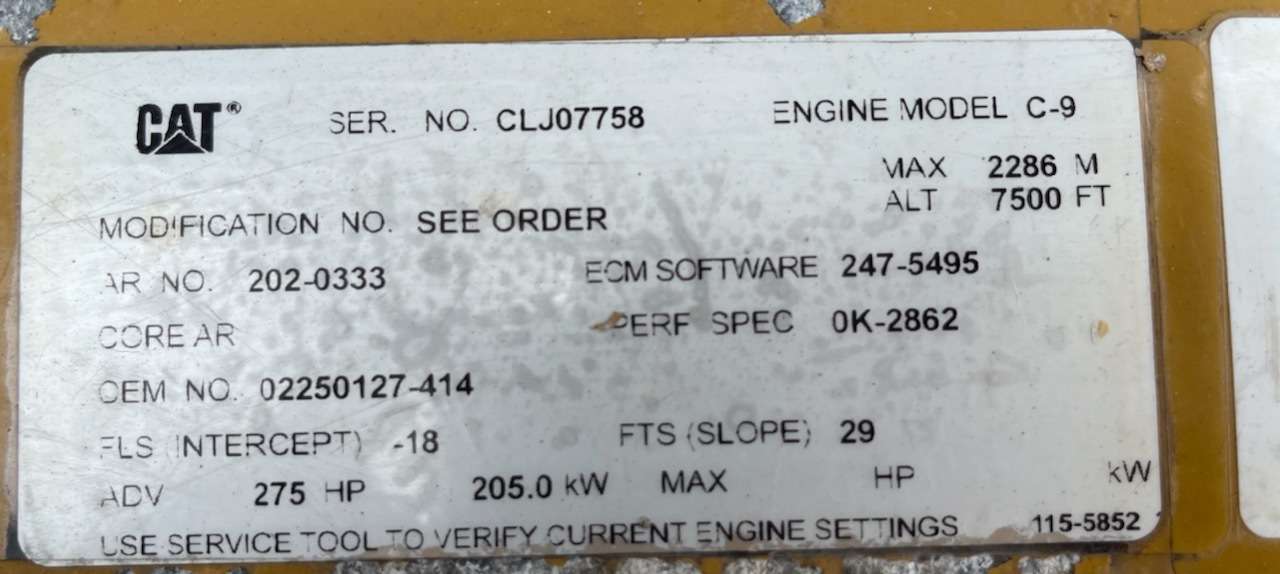 CAT® SER. NO. CLJ07758 ENGINE MODEL C-9
MAX 2286 M
ALT 7500 FT
MODIFICATION NO. SEE ORDER
AR NO. 202-0333 ECM SOFTWARE 247-5495
CORE AR PERF SPEC 0K-2862
OEM NO. 02250127-414
FLS (INTERCEPT) -18 FTS (SLOPE) 29
ADV 275 HP 205.0 kW MAX HP kW
USE SERVICE TOOL TO VERIFY CURRENT ENGINE SETTINGS 115-5852